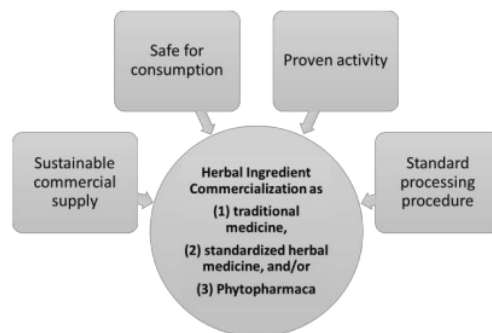 Safe for
consumption
Proven activity
Sustainable
commercial
supply
Standard
processing
procedure
Herbal Ingredient
Commercialization as
(1) traditional
medicine,
(2) standardized herbal
medicine, and/or
(3) Phytopharmaca